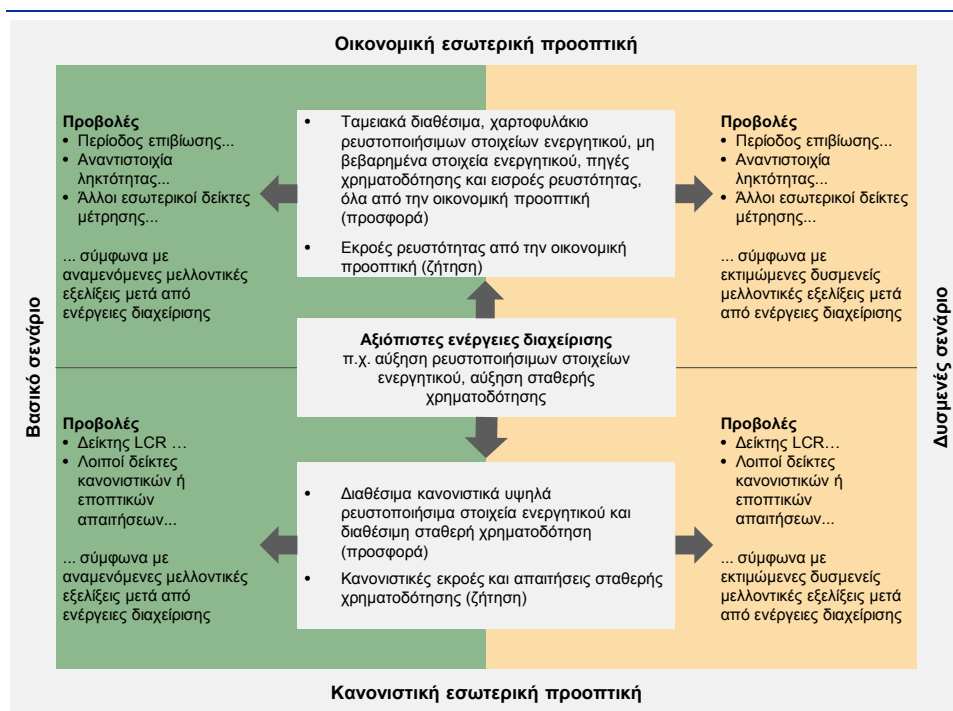 Οικονομική εσωτερική προοπτική
Βασικό σενάριο
Προβολές
• Περίοδος επιβίωσης...
• Αναντιστοιχία
ληκτότητας...
• Άλλοι εσωτερικοί δείκτες
μέτρησης...
... σύμφωνα με
αναμενόμενες μελλοντικές
εξελίξεις μετά από
ενέργειες διαχείρισης
• Ταμειακά διαθέσιμα, χαρτοφυλάκιο
ρευστοποιήσιμων στοιχείων ενεργητικού, μη
βεβαρημένα στοιχεία ενεργητικού, πηγές
χρηματοδότησης και εισροές ρευστότητας,
όλα από την οικονομική προοπτική
(προσφορά)
• Εκροές ρευστότητας από την οικονομική
προοπτική (ζήτηση)
Προβολές
• Περίοδος επιβίωσης...
• Αναντιστοιχία
ληκτότητας...
• Άλλοι εσωτερικοί δείκτες
μέτρησης...
... σύμφωνα με
εκτιμώμενες δυσμενείς
μελλοντικές εξελίξεις μετά
από ενέργειες διαχείρισης
Δυσμενές σενάριο
Αξιόπιστες ενέργειες διαχείρισης
π.χ. αύξηση ρευστοποιήσιμων στοιχείων
ενεργητικού, αύξηση σταθερής
χρηματοδότησης
Προβολές
• Δείκτης LCR …
• Λοιποί δείκτες
κανονιστικών ή
εποπτικών
απαιτήσεων...
... σύμφωνα με
αναμενόμενες μελλοντικές
εξελίξεις μετά από
ενέργειες διαχείρισης
• Διαθέσιμα κανονιστικά υψηλά
ρευστοποιήσιμα στοιχεία ενεργητικού και
διαθέσιμη σταθερή χρηματοδότηση
(προσφορά)
• Κανονιστικές εκροές και απαιτήσεις σταθερής
χρηματοδότησης (ζήτηση)
Προβολές
• Δείκτης LCR…
• Λοιποί δείκτες
κανονιστικών ή
εποπτικών
απαιτήσεων...
... σύμφωνα με
εκτιμώμενες δυσμενείς
μελλοντικές εξελίξεις μετά
από ενέργειες διαχείρισης
Κανονιστική εσωτερική προοπτική